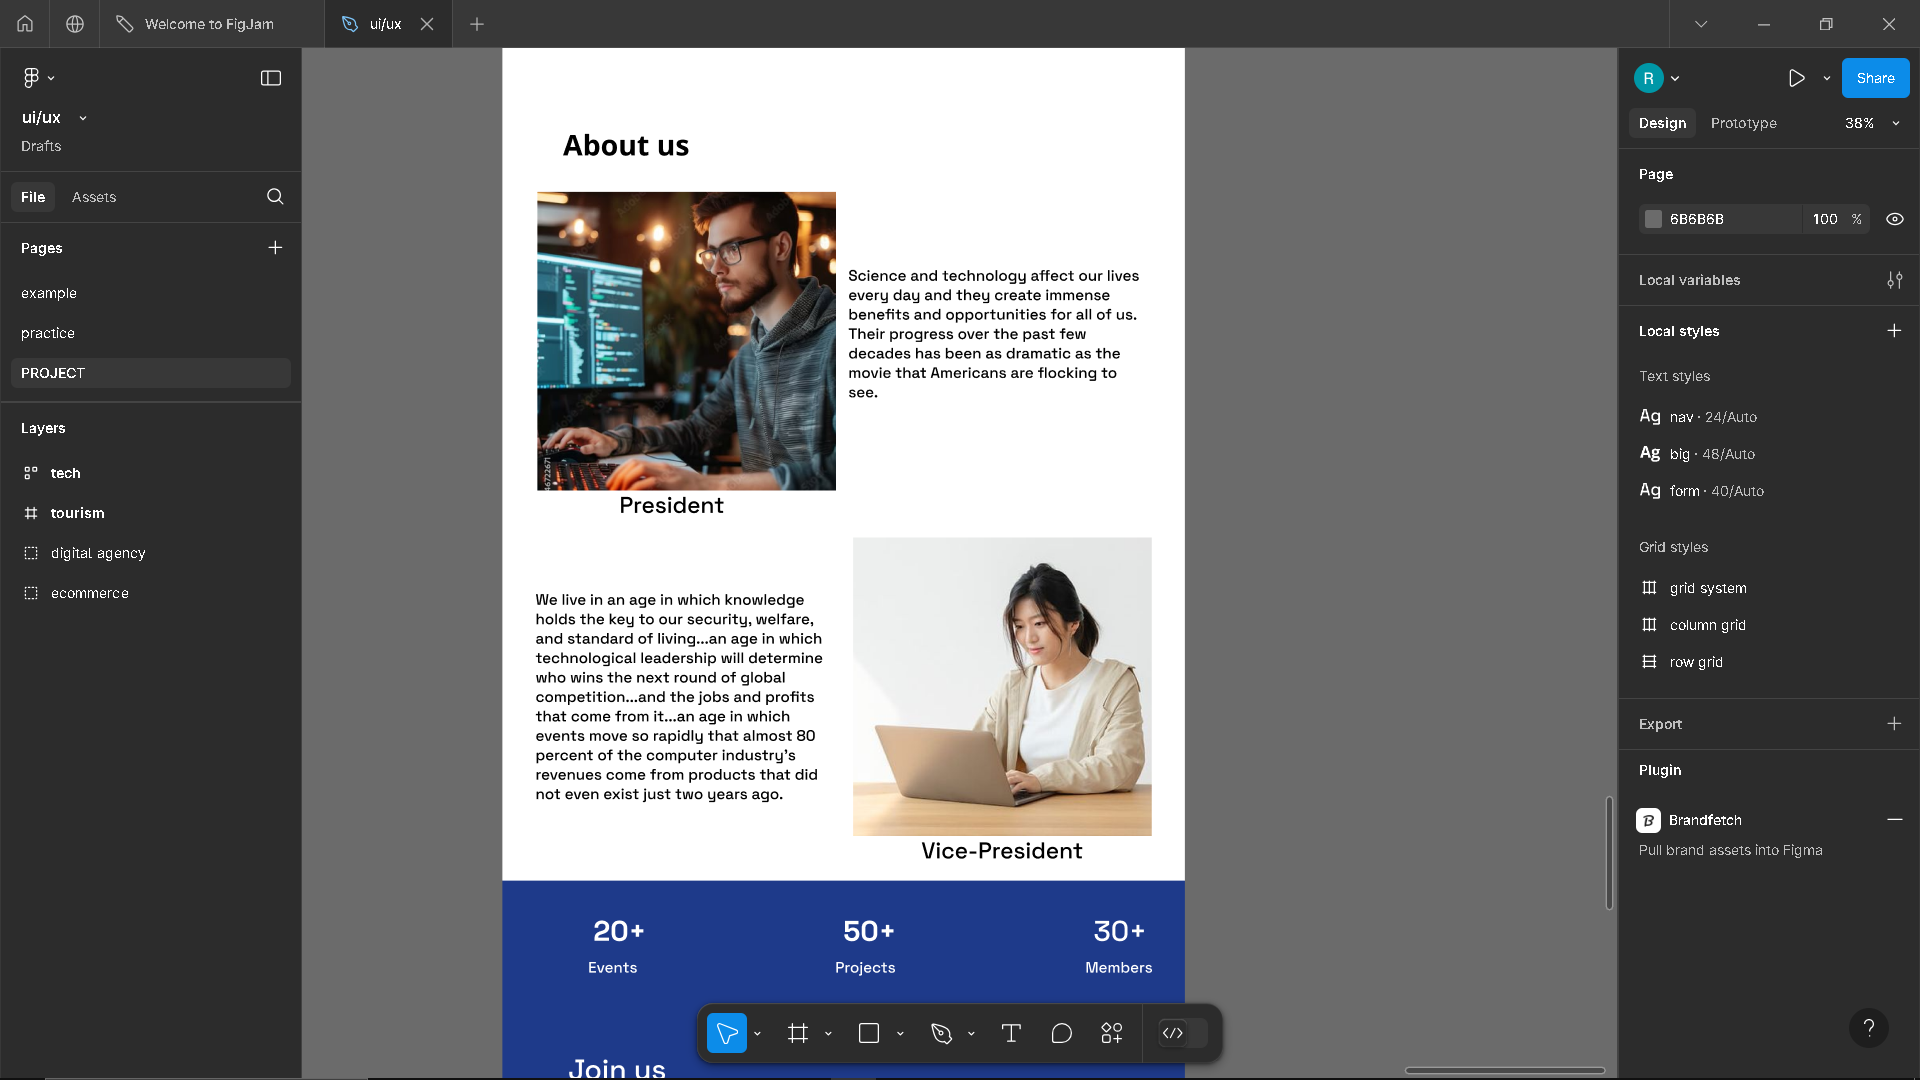 Welcome to FigJam
ui/ux
ui/ux
Drafts
File
Assets
Pages
example
practice
PROJECT
Layers
tech
tourism
digital agency
ecommerce
About us
Science and technology affect our lives
every day and they create immense
benefits and opportunities for all of us.
Their progress over the past few
decades has been as dramatic as the
movie that Americans are flocking to
see.
President
We live in an age in which knowledge
holds the key to our security, welfare,
and standard of living...an age in which
technological leadership will determine
who wins the next round of global
competition...and the jobs and profits
that come from it...an age in which
events move so rapidly that almost 80
percent of the computer industry's
revenues come from products that did
not even exist just two years ago.
Vice-President
20+
Events
50+
Projects
30+
Members
Join us
R
Share
Design
Prototype
38%
Page
6B6B6B
100 %
Local variables
Local styles
Text styles
Ag nav · 24/Auto
Ag big · 48/Auto
Ag form · 40/Auto
Grid styles
grid system
column grid
row grid
Export
Plugin
B Brandfetch
Pull brand assets into Figma
?